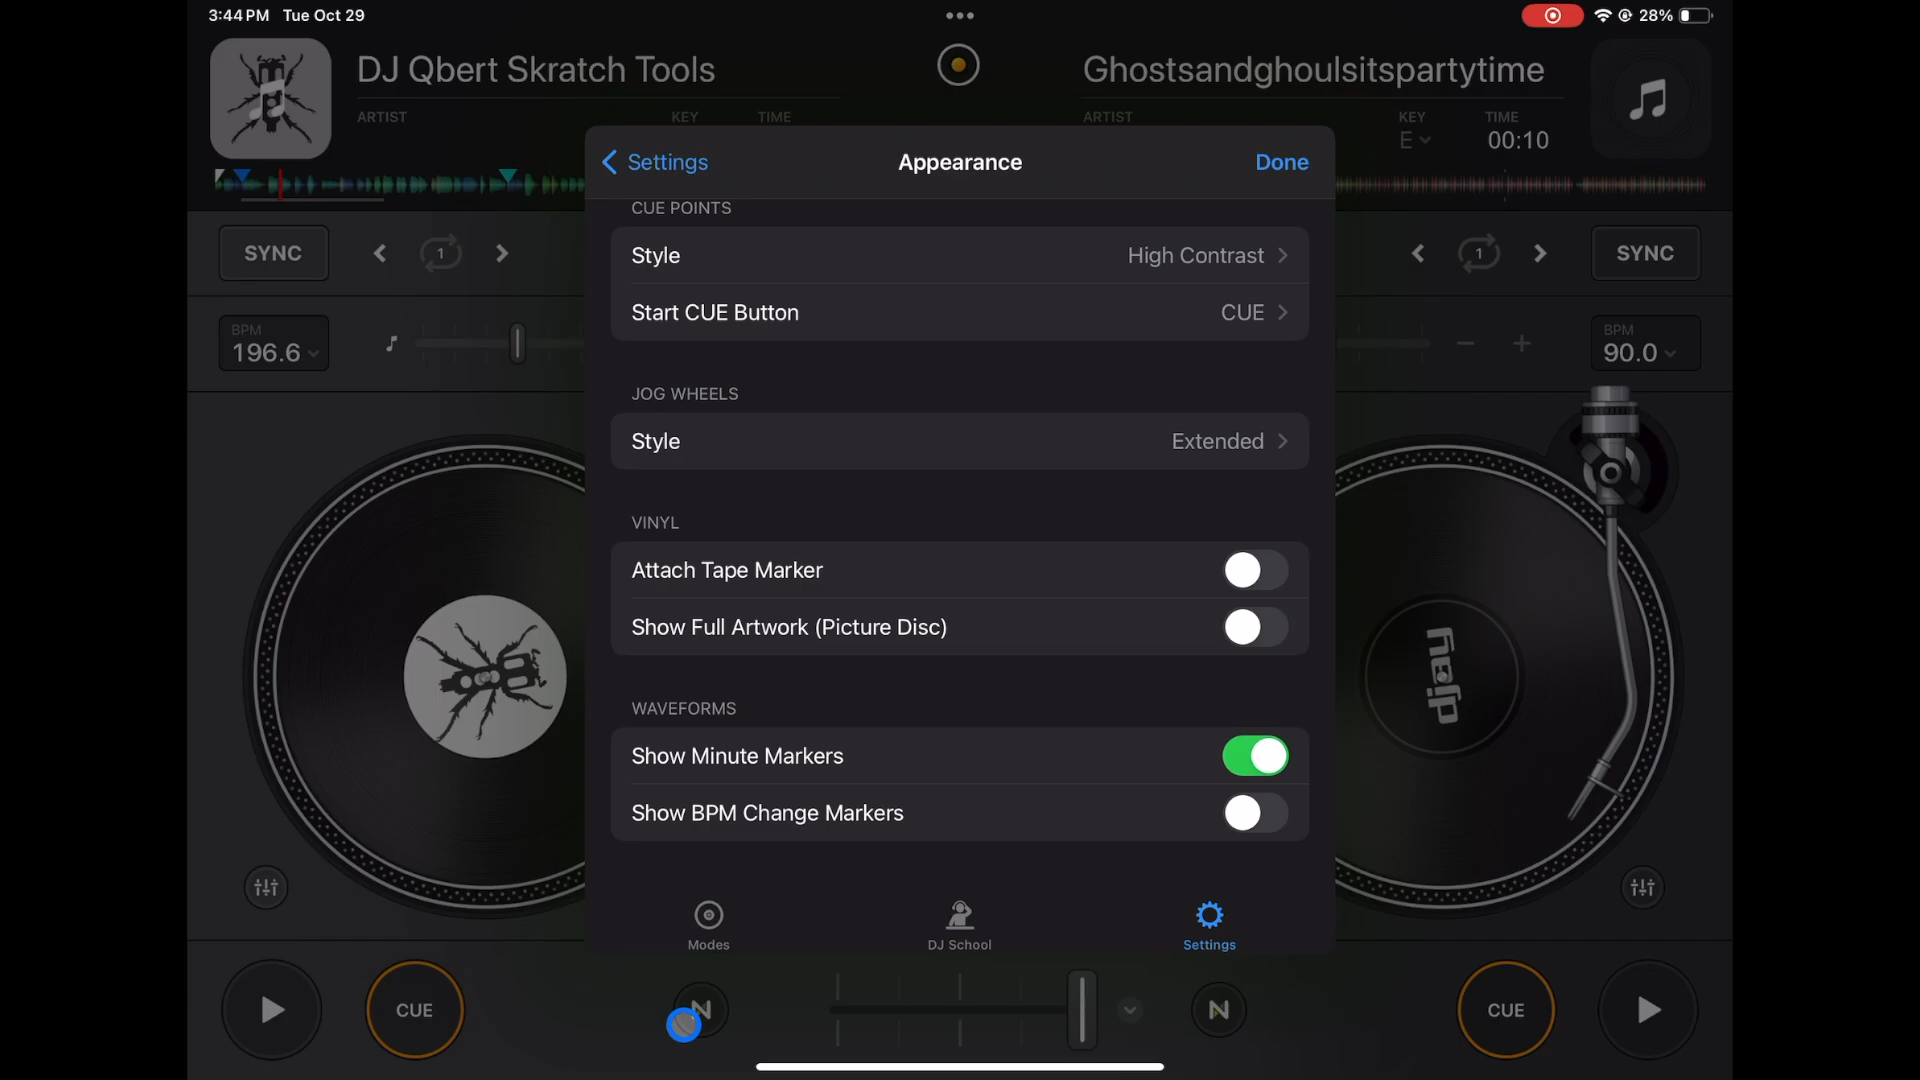 3:44 PM Tue Oct 29
28%
DJ Qbert Skratch Tools
Ghostsandghoulsitspartytime
ARTIST KEY TIME
ARTIST KEY TIME
E 00:10
Settings Appearance Done
CUE POINTS
SYNC 1
Style High Contrast
1 SYNC
Start CUE Button CUE
BPM
196.6
BPM
90.0
JOG WHEELS
Style Extended
VINYL
Attach Tape Marker
Show Full Artwork (Picture Disc)
djay
WAVEFORMS
Show Minute Markers
Show BPM Change Markers
Modes DJ School Settings
CUE N N CUE